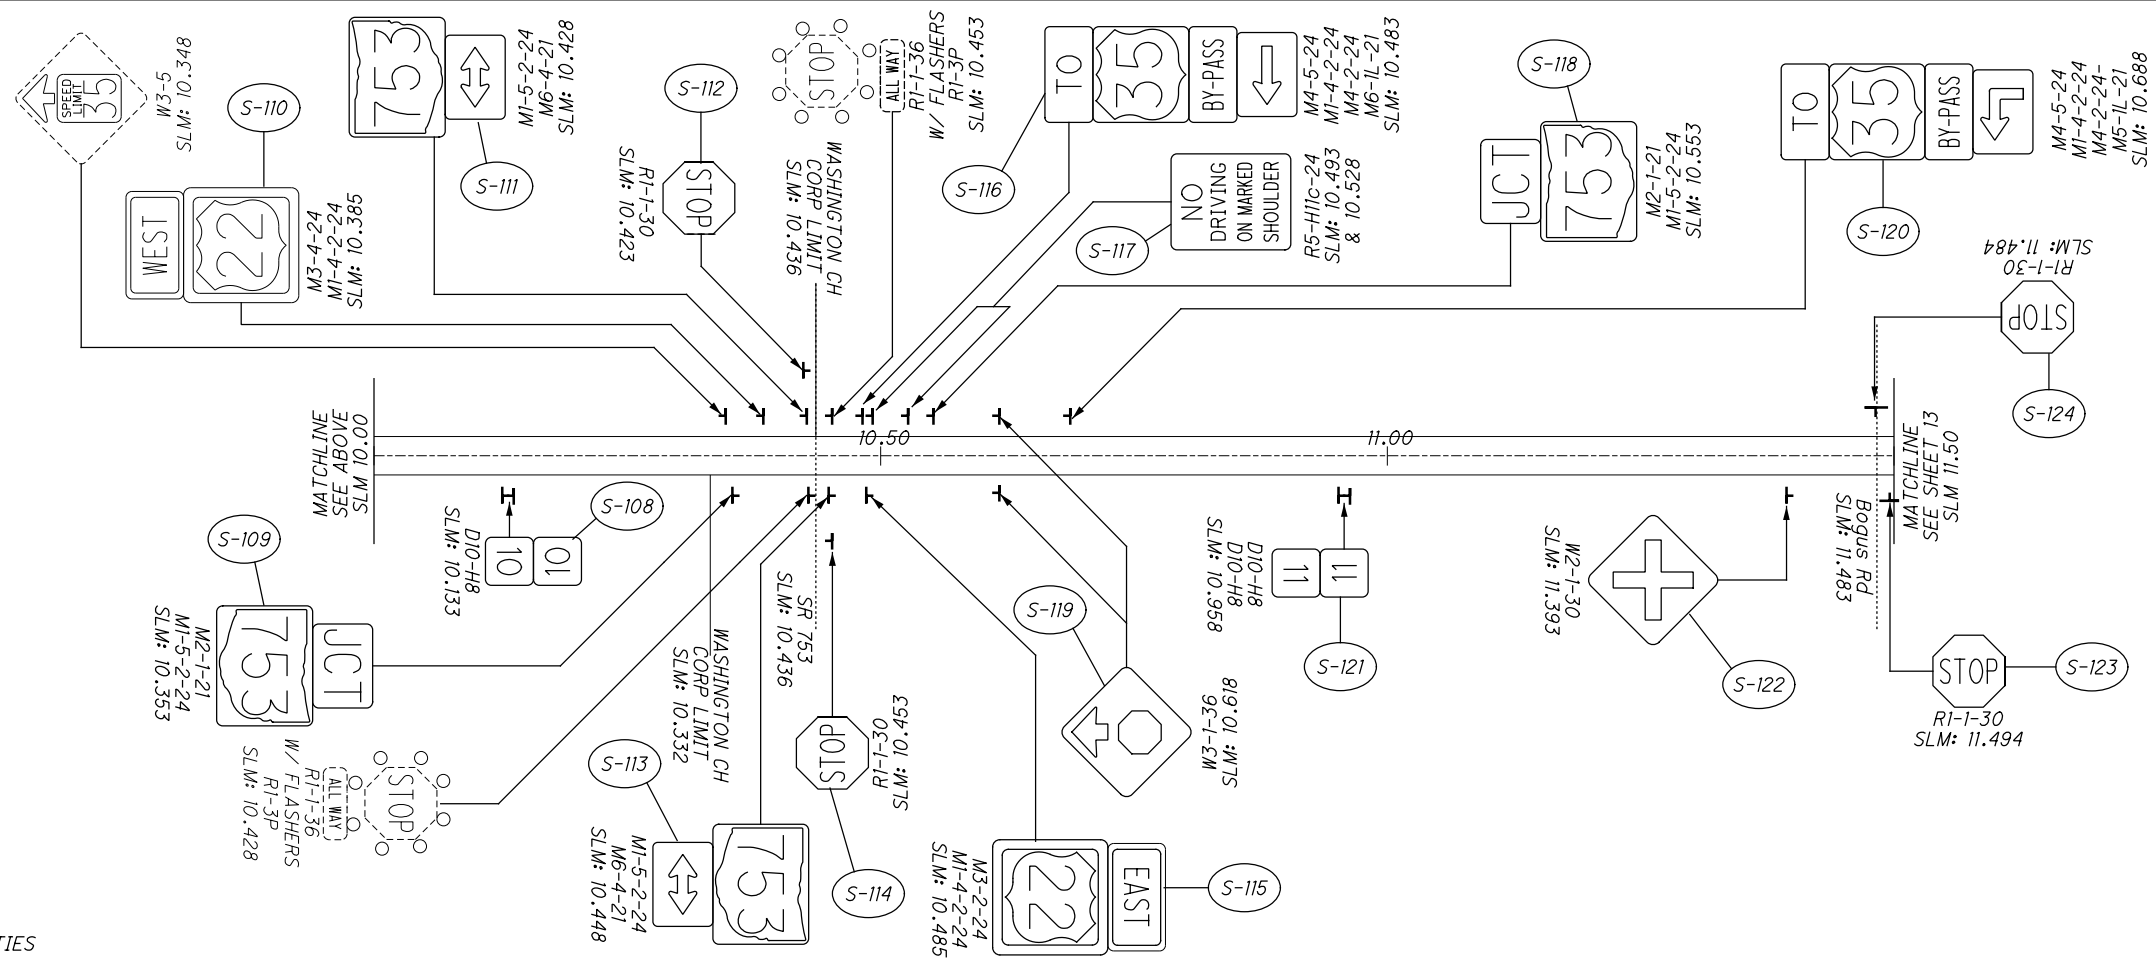 SPEED
LIMIT
35
W3-5
SLM: 10.348
S-110
WEST
22
M3-4-24
M1-4-2-24
SLM: 10.385
753
M1-5-2-24
M6-4-21
SLM: 10.428
S-111
S-112
STOP
R1-1-30
SLM: 10.423
STOP
ALL WAY
R1-1-36
W/ FLASHERS
R1-3P
SLM: 10.453
WASHINGTON CH
CORP LIMIT
SLM: 10.436
TO
35
BY-PASS
M4-5-24
M1-4-2-24
M4-2-24
M6-1L-21
SLM: 10.483
S-116
NO
DRIVING
ON MARKED
SHOULDER
R5-H11c-24
SLM: 10.493
& 10.528
S-117
S-118
JCT
753
M2-1-21
M1-5-2-24
SLM: 10.553
TO
35
BY-PASS
M4-5-24
M1-4-2-24
M4-2-24-
M5-1L-21
SLM: 10.688
S-120
R1-1-30
SLM: 11.484
STOP
S-124
MATCHLINE
SEE ABOVE
SLM 10.00
10.50
11.00
MATCHLINE
SEE SHEET 13
SLM 11.50
Bogus Rd
SLM: 11.483
S-108
10
10
D10-H8
SLM: 10.133
S-109
JCT
753
M2-1-21
M1-5-2-24
SLM: 10.353
STOP
ALL WAY
R1-1-36
W/ FLASHERS
R1-3P
SLM: 10.428
WASHINGTON CH
CORP LIMIT
SLM: 10.332
SR 753
SLM: 10.436
S-113
753
M1-5-2-24
M6-4-21
SLM: 10.448
STOP
R1-1-30
SLM: 10.453
S-114
EAST
22
M3-2-24
M1-4-2-24
SLM: 10.485
S-115
S-119
W3-1-36
SLM: 10.618
11
11
D10-H8
D10-H8
SLM: 10.958
S-121
W2-1-30
SLM: 11.393
S-122
STOP
R1-1-30
SLM: 11.494
S-123
TIES